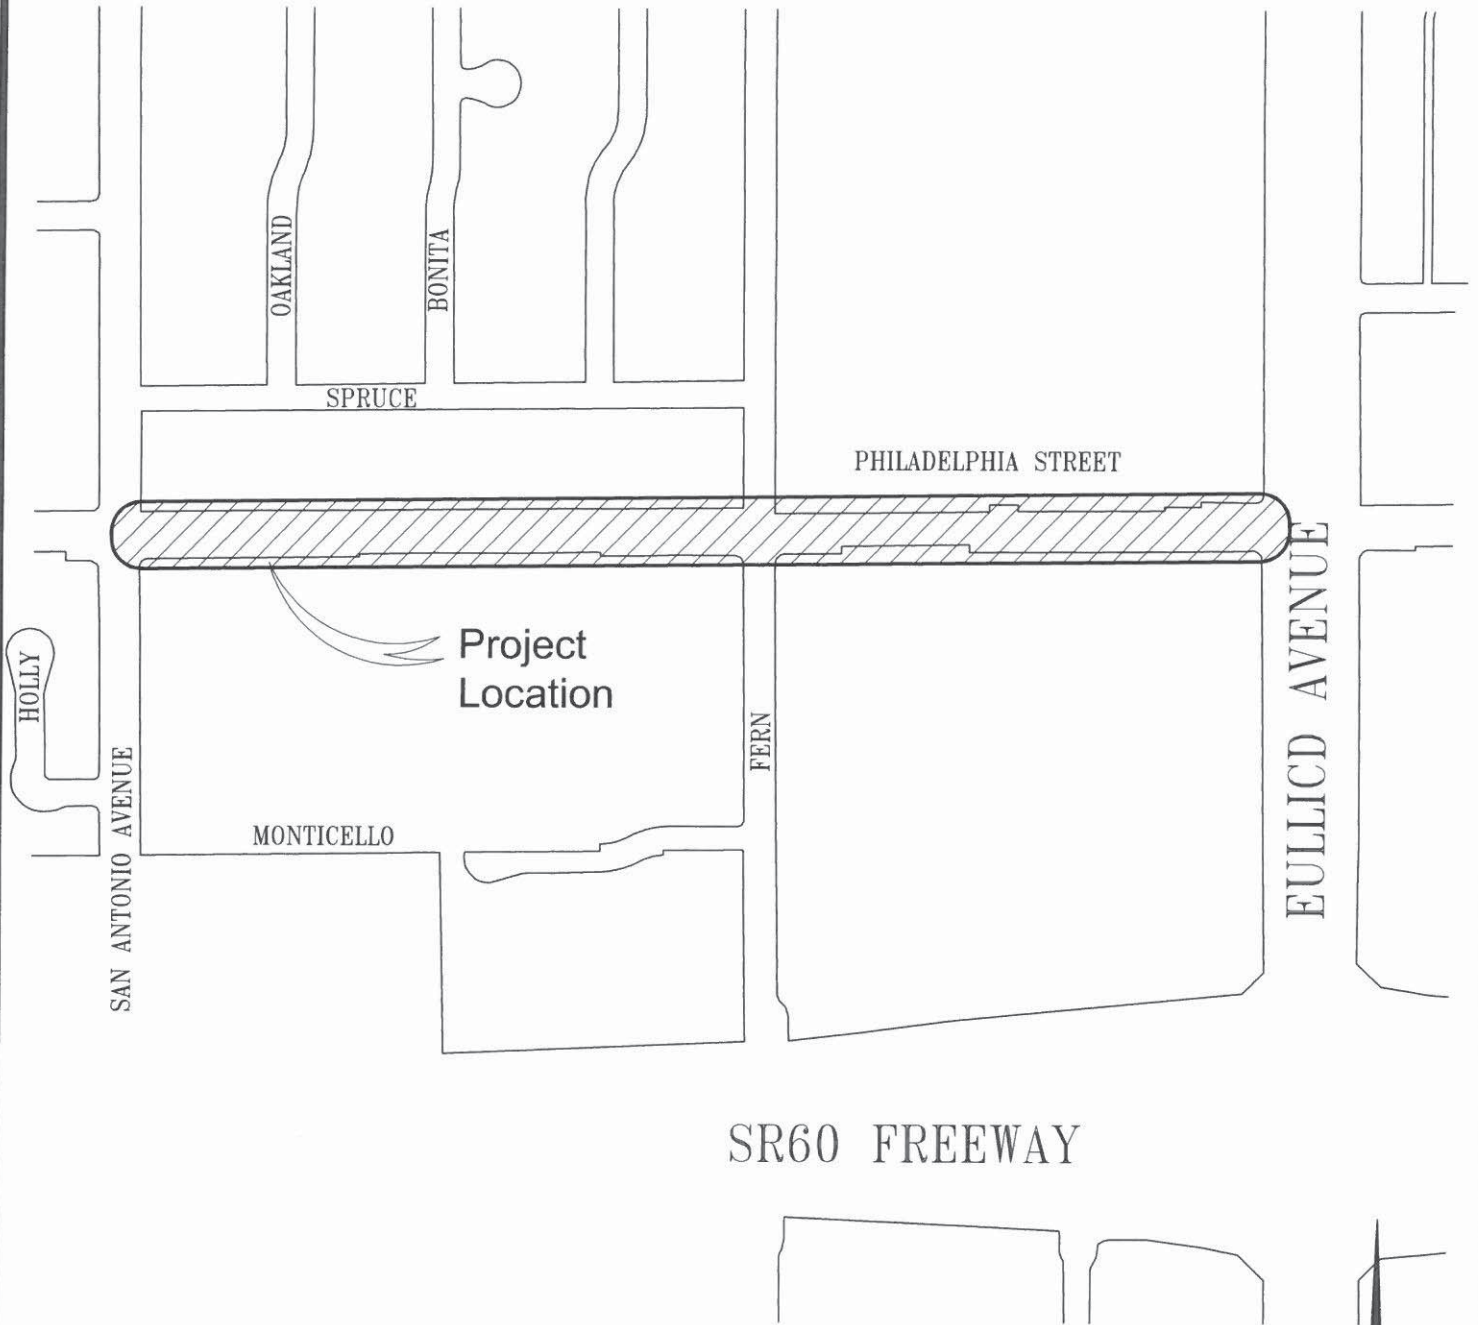 OAKLAND
BONITA
SPRUCE
PHILADELPHIA STREET
Project
Location
HOLLY
SAN ANTONIO AVENUE
FERN
MONTICELLO
EULLICD AVENUE
SR60 FREEWAY